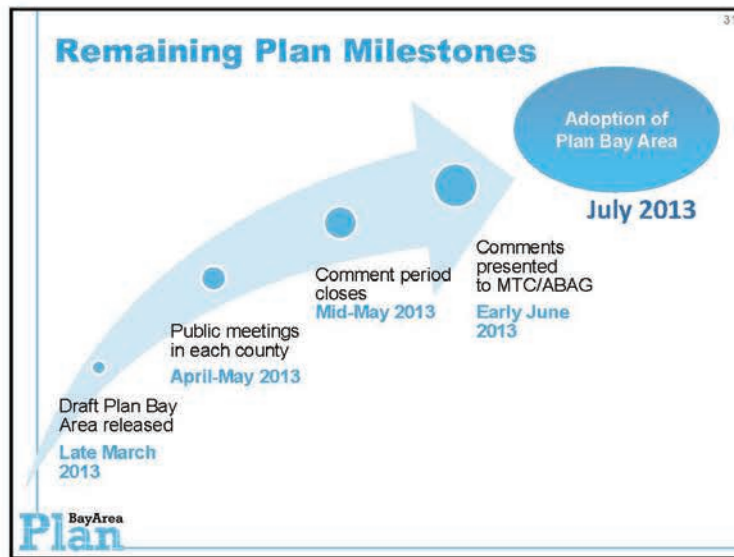 31
Remaining Plan Milestones
Adoption of
Plan Bay Area
July 2013
Comments
presented
to MTC/ABAG
Early June
2013
Comment period
closes
Mid-May 2013
Public meetings
in each county
April-May 2013
Draft Plan Bay
Area released
Late March
2013
BayArea
Plan